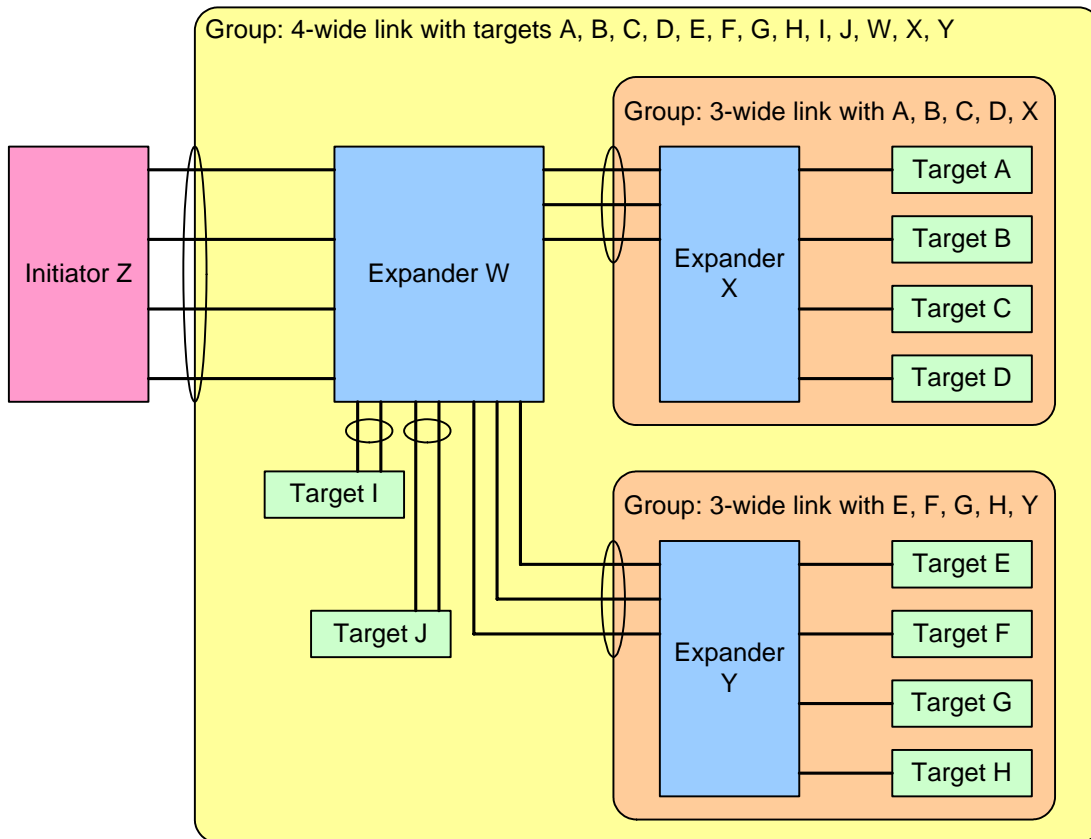 Group: 4-wide link with targets A, B, C, D, E, F, G, H, I, J, W, X, Y
Group: 3-wide link with A, B, C, D, X
Initiator Z
Expander W
Expander
X
Target A
Target B
Target C
Target D
Target I
Target J
Group: 3-wide link with E, F, G, H, Y
Expander
Y
Target E
Target F
Target G
Target H